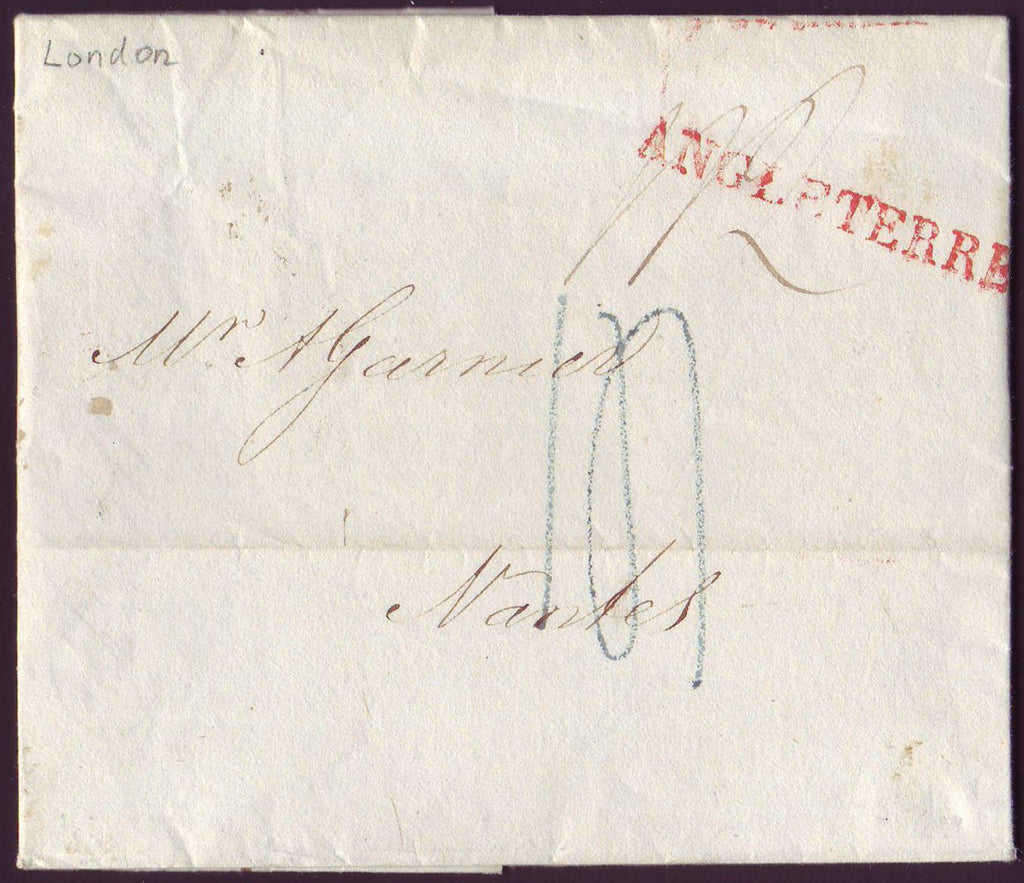 London
ANGLETERRE
Mr. A Garnier
Nantes